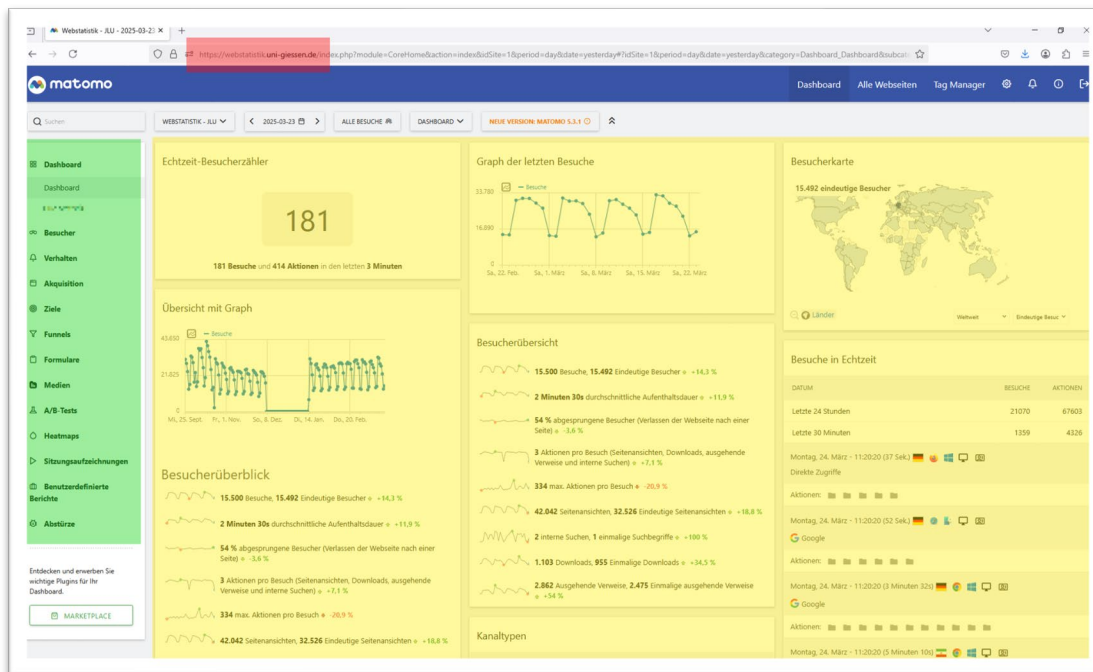 Webstatistik - JLU - 2025-03-23
https://webstatistik.uni-giessen.de/index.php?module=CoreHome&action=index&idSite=1&period=day&date=yesterday#?idSite=1&period=day&date=yesterday&category=Dashboard_Dashboard&subcat
matomo
Dashboard Alle Webseiten Tag Manager
Suchen
WEBSTATISTIK - JLU 2025-03-23 ALLE BESUCHE DASHBOARD NEUE VERSION: MATOMO 5.3.1
Dashboard
Dashboard
Besucher
Verhalten
Akquisition
Ziele
Funnels
Formulare
Medien
A/B-Tests
Heatmaps
Sitzungsaufzeichnungen
Benutzerdefinierte
Berichte
Abstürze
Entdecken und erwerben Sie
wichtige Plugins für Ihr
Dashboard.
MARKETPLACE
Echtzeit-Besucherzähler
181
181 Besuche und 414 Aktionen in den letzten 3 Minuten
Übersicht mit Graph
Besuche
43.650
21.825
0
Mi, 25. Sept. Fr, 1. Nov. So, 8. Dez. Di, 14. Jan. Do, 20. Feb.
Besucherüberblick
15.500 Besuche, 15.492 Eindeutige Besucher +14,3 %
2 Minuten 30s durchschnittliche Aufenthaltsdauer +11,9 %
54 % abgesprungene Besucher (Verlassen der Webseite nach einer
Seite) -3,6 %
3 Aktionen pro Besuch (Seitenansichten, Downloads, ausgehende
Verweise und interne Suchen) +7,1 %
334 max. Aktionen pro Besuch -20,9 %
42.042 Seitenansichten, 32.526 Eindeutige Seitenansichten +18,8 %
Graph der letzten Besuche
Besuche
33.780
16.890
0
Sa, 22. Feb. Sa, 1. März Sa, 8. März Sa, 15. März Sa, 22. März
Besucherübersicht
15.500 Besuche, 15.492 Eindeutige Besucher +14,3 %
2 Minuten 30s durchschnittliche Aufenthaltsdauer +11,9 %
54 % abgesprungene Besucher (Verlassen der Webseite nach einer
Seite) -3,6 %
3 Aktionen pro Besuch (Seitenansichten, Downloads, ausgehende
Verweise und interne Suchen) +7,1 %
334 max. Aktionen pro Besuch -20,9 %
42.042 Seitenansichten, 32.526 Eindeutige Seitenansichten +18,8 %
2 interne Suchen, 1 einmalige Suchbegriffe +100 %
1.103 Downloads, 955 Einmalige Downloads +34,5 %
2.862 Ausgehende Verweise, 2.475 Einmalige ausgehende Verweise
+34 %
Kanaltypen
Besucherkarte
15.492 eindeutige Besucher
Länder Weltweit Eindeutige Besuc
Besuche in Echtzeit
DATUM BESUCHE AKTIONEN
Letzte 24 Stunden 21070 67603
Letzte 30 Minuten 1359 4326
Montag, 24. März - 11:20:20 (37 Sek.)
Direkte Zugriffe
Aktionen:
Montag, 24. März - 11:20:20 (52 Sek.)
Google
Aktionen:
Montag, 24. März - 11:20:20 (3 Minuten 32s)
Google
Aktionen:
Montag, 24. März - 11:20:20 (5 Minuten 10s)